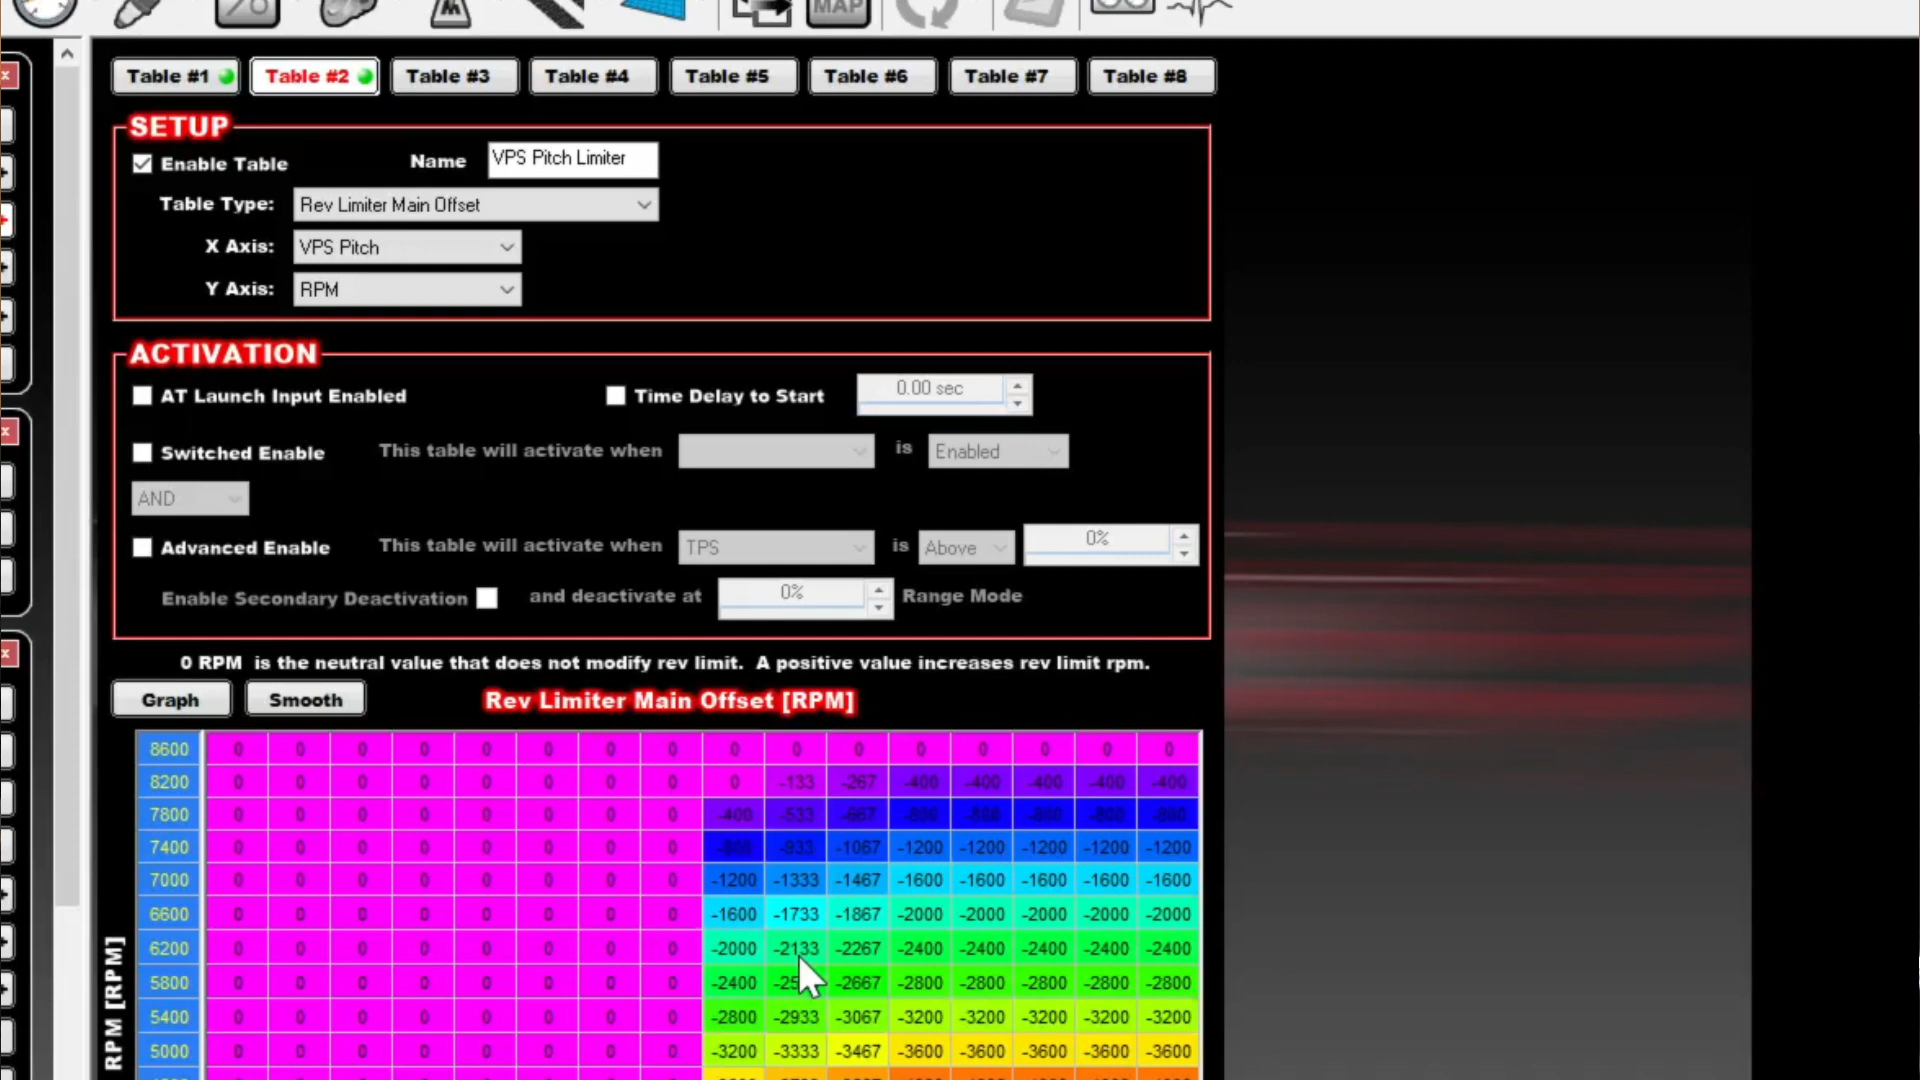 MAP
Table #1 Table #2 Table #3 Table #4 Table #5 Table #6 Table #7 Table #8
SETUP
Enable Table Name VPS Pitch Limiter
Table Type: Rev Limiter Main Offset
X Axis: VPS Pitch
Y Axis: RPM
ACTIVATION
AT Launch Input Enabled Time Delay to Start 0.00 sec
Switched Enable This table will activate when is Enabled
AND
Advanced Enable This table will activate when TPS is Above 0%
Enable Secondary Deactivation and deactivate at 0% Range Mode
0 RPM is the neutral value that does not modify rev limit. A positive value increases rev limit rpm.
Graph Smooth Rev Limiter Main Offset [RPM]
8600 0 0 0 0 0 0 0 0 0 0 0 0 0 0 0 0
8200 0 0 0 0 0 0 0 0 0 -133 -267 -400 -400 -400 -400 -400
7800 0 0 0 0 0 0 0 0 -400 -533 -667 -800 -800 -800 -800 -800
7400 0 0 0 0 0 0 0 0 -800 -933 -1067 -1200 -1200 -1200 -1200 -1200
7000 0 0 0 0 0 0 0 0 -1200 -1333 -1467 -1600 -1600 -1600 -1600 -1600
6600 0 0 0 0 0 0 0 0 -1600 -1733 -1867 -2000 -2000 -2000 -2000 -2000
6200 0 0 0 0 0 0 0 0 -2000 -2133 -2267 -2400 -2400 -2400 -2400 -2400
5800 0 0 0 0 0 0 0 0 -2400 -2667 -2800 -2800 -2800 -2800 -2800
5400 0 0 0 0 0 0 0 0 -2800 -2933 -3067 -3200 -3200 -3200 -3200 -3200
5000 0 0 0 0 0 0 0 0 -3200 -3333 -3467 -3600 -3600 -3600 -3600 -3600
RPM [RPM]